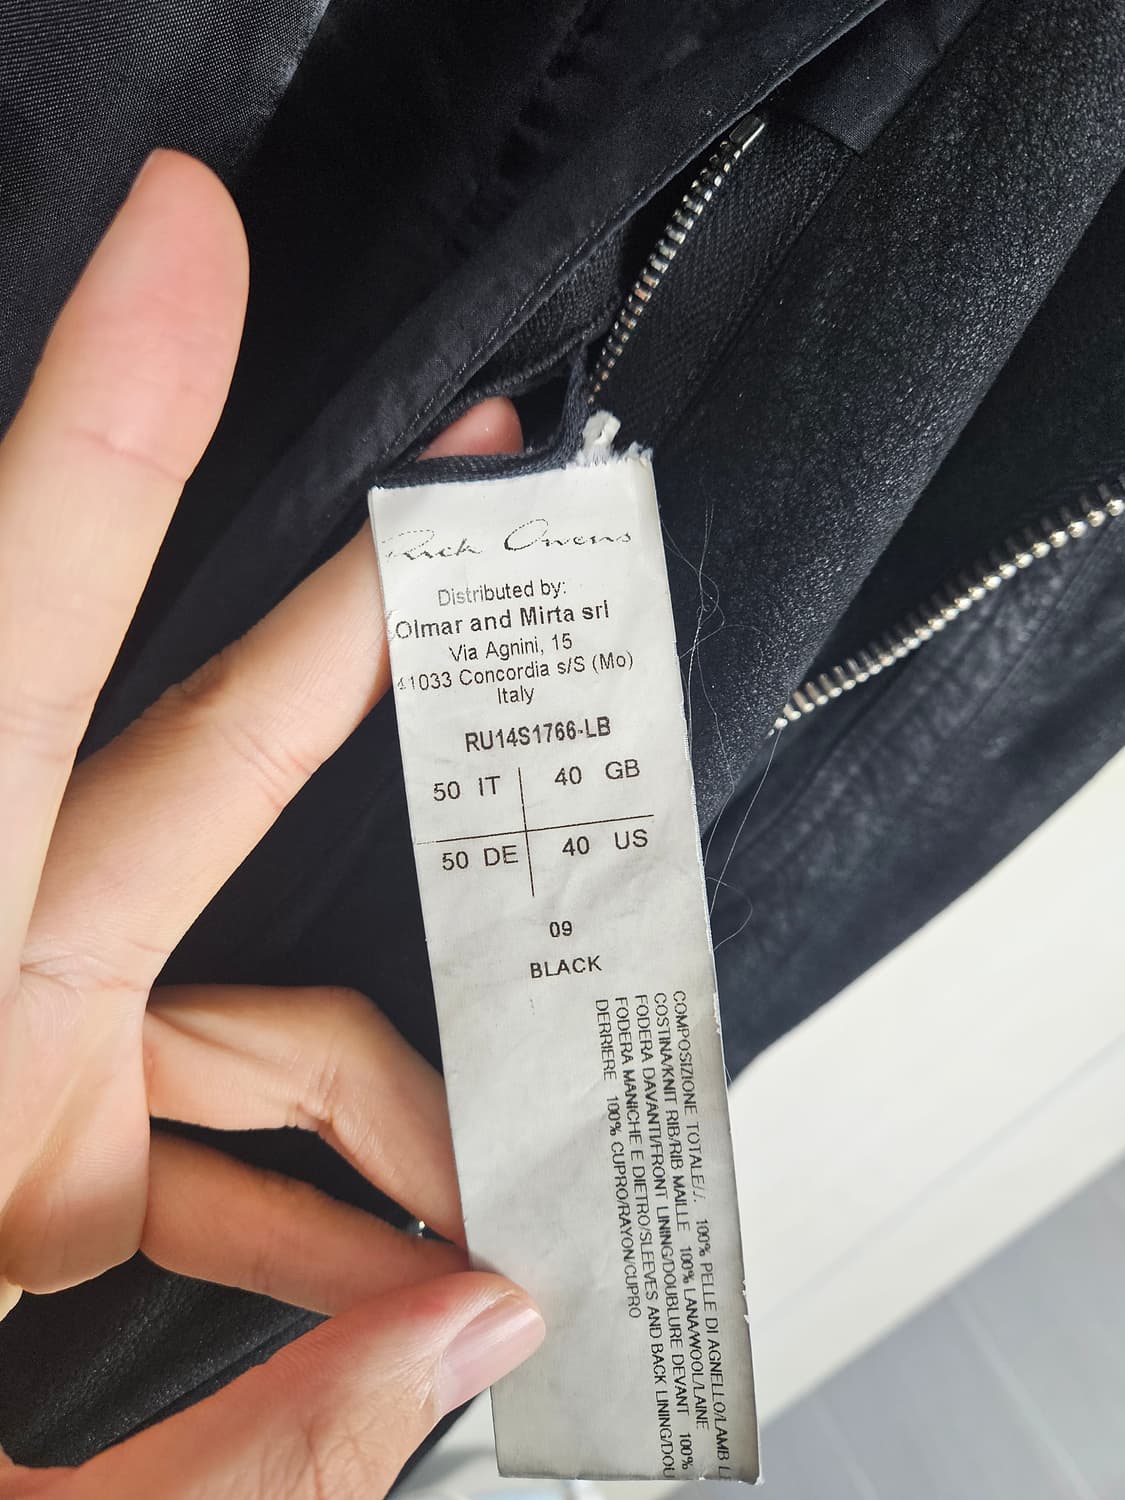 Rick Owens
Distributed by:
Olmar and Mirta srl
Via Agnini, 15
41033 Concordia s/S (Mo)
Italy
RU14S1766-LB
50 IT 40 GB
50 DE 40 US
09
BLACK
COMPOSIZIONE TOTALE/./. 100% PELLE DI AGNELLO/LAMB
COSTINA/KNIT RIB/RIB MAILLE 100% LANA/WOOL/LAINE
FODERA DAVANTI/FRONT LINING/DOUBLURE DEVANT 100%
FODERA MANICHE E DIETRO/SLEEVES AND BACK LINING/DOU
DERRIERE 100% CUPRO/RAYON/CUPRO